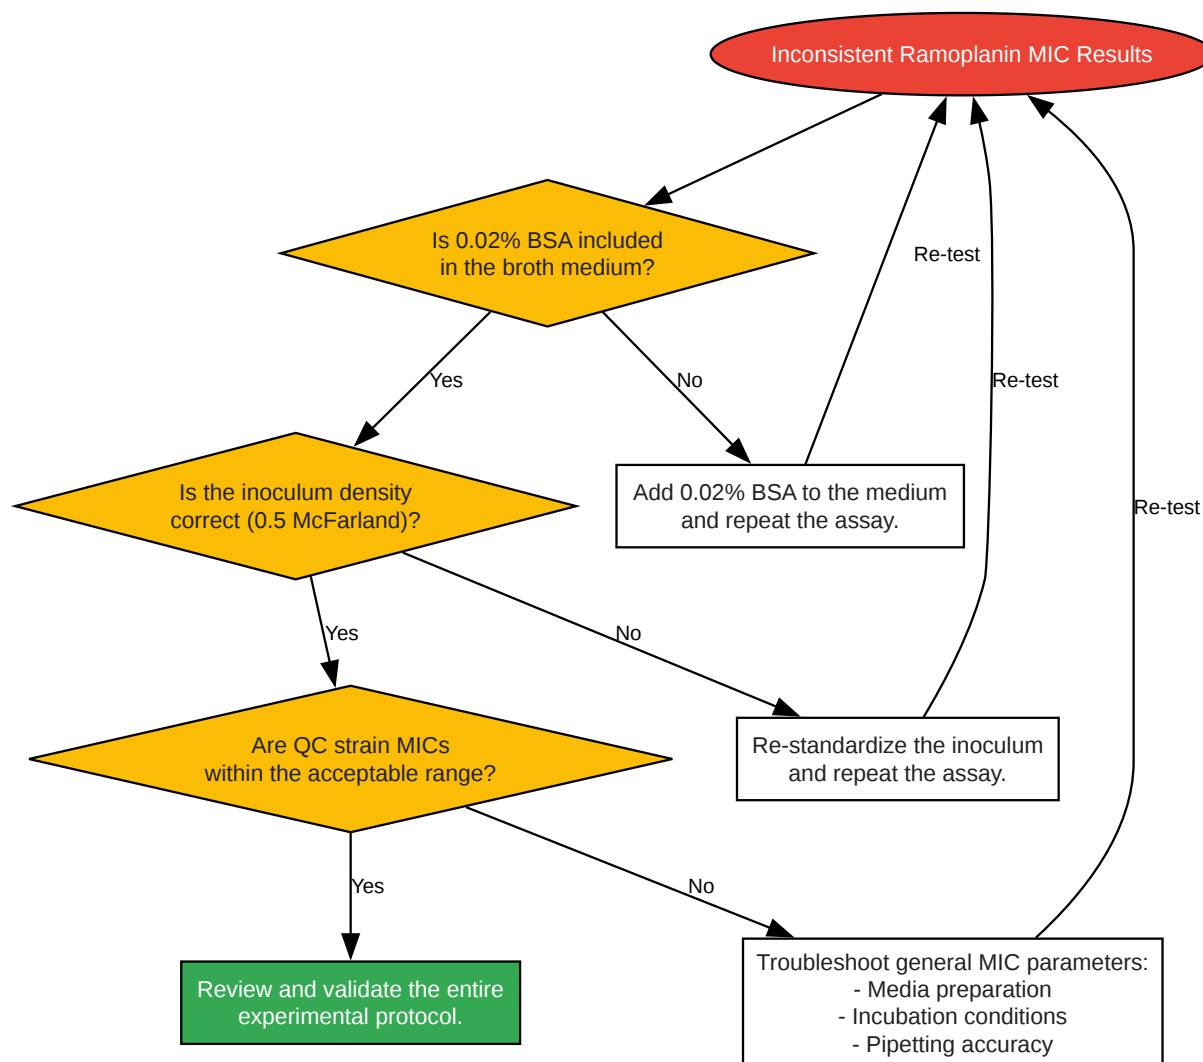 Inconsistent Ramoplanin MIC Results
Is 0.02% BSA included
in the broth medium?
Re-test
Yes
No
Re-test
Is the inoculum density
correct (0.5 McFarland)?
Add 0.02% BSA to the medium
and repeat the assay.
Re-test
Yes
No
Are QC strain MICs
within the acceptable range?
Re-standardize the inoculum
and repeat the assay.
Yes
No
Review and validate the entire
experimental protocol.
Troubleshoot general MIC parameters:
- Media preparation
- Incubation conditions
- Pipetting accuracy